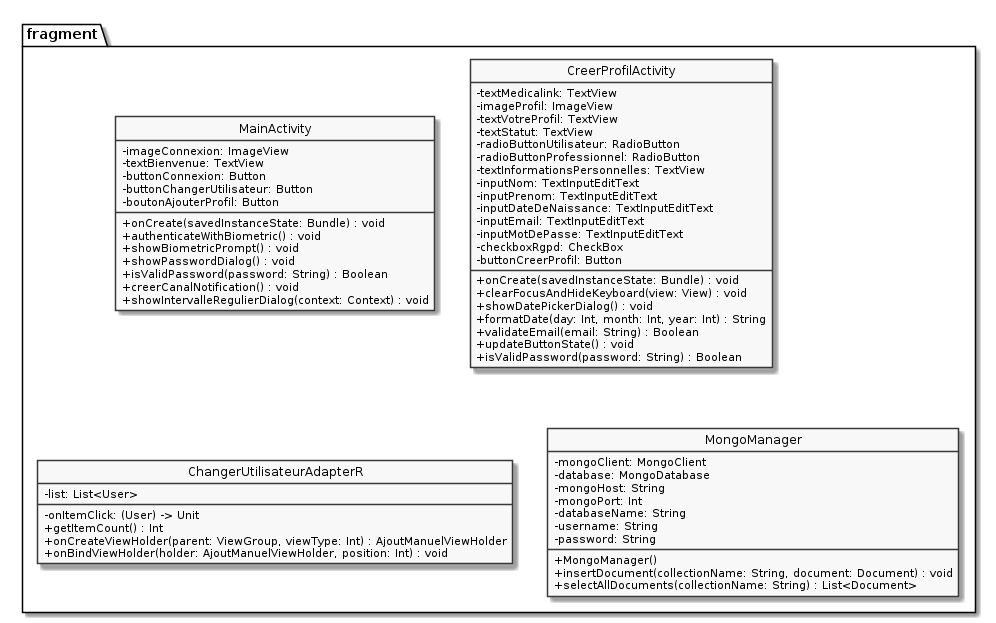 fragment
MainActivity
-imageConnexion: ImageView
-textBienvenue: TextView
-buttonConnexion: Button
-buttonChangerUtilisateur: Button
-boutonAjouterProfil: Button
+onCreate(savedInstanceState: Bundle) : void
+authenticateWithBiometric() : void
+showBiometricPrompt() : void
+showPasswordDialog() : void
+isValidPassword(password: String) : Boolean
+creerCanalNotification() : void
+showIntervalleRegulierDialog(context: Context) : void
CreerProfilActivity
-textMedicalink: TextView
-imageProfil: ImageView
-textVotreProfil: TextView
-textStatut: TextView
-radioButtonUtilisateur: RadioButton
-radioButtonProfessionnel: RadioButton
-textInformationsPersonnelles: TextView
-inputNom: TextInputEditText
-inputPrenom: TextInputEditText
-inputDateDeNaissance: TextInputEditText
-inputEmail: TextInputEditText
-inputMotDePasse: TextInputEditText
-checkboxRgpd: CheckBox
-buttonCreerProfil: Button
+onCreate(savedInstanceState: Bundle) : void
+clearFocusAndHideKeyboard(view: View) : void
+showDatePickerDialog() : void
+formatDate(day: Int, month: Int, year: Int) : String
+validateEmail(email: String) : Boolean
+updateButtonState() : void
+isValidPassword(password: String) : Boolean
ChangerUtilisateurAdapterR
-list: List<User>
-onItemClick: (User) -> Unit
+getItemCount() : Int
+onCreateViewHolder(parent: ViewGroup, viewType: Int) : AjoutManuelViewHolder
+onBindViewHolder(holder: AjoutManuelViewHolder, position: Int) : void
MongoManager
-mongoClient: MongoClient
-database: MongoDatabase
-mongoHost: String
-mongoPort: Int
-databaseName: String
-username: String
-password: String
+MongoManager()
+insertDocument(collectionName: String, document: Document) : void
+selectAllDocuments(collectionName: String) : List<Document>